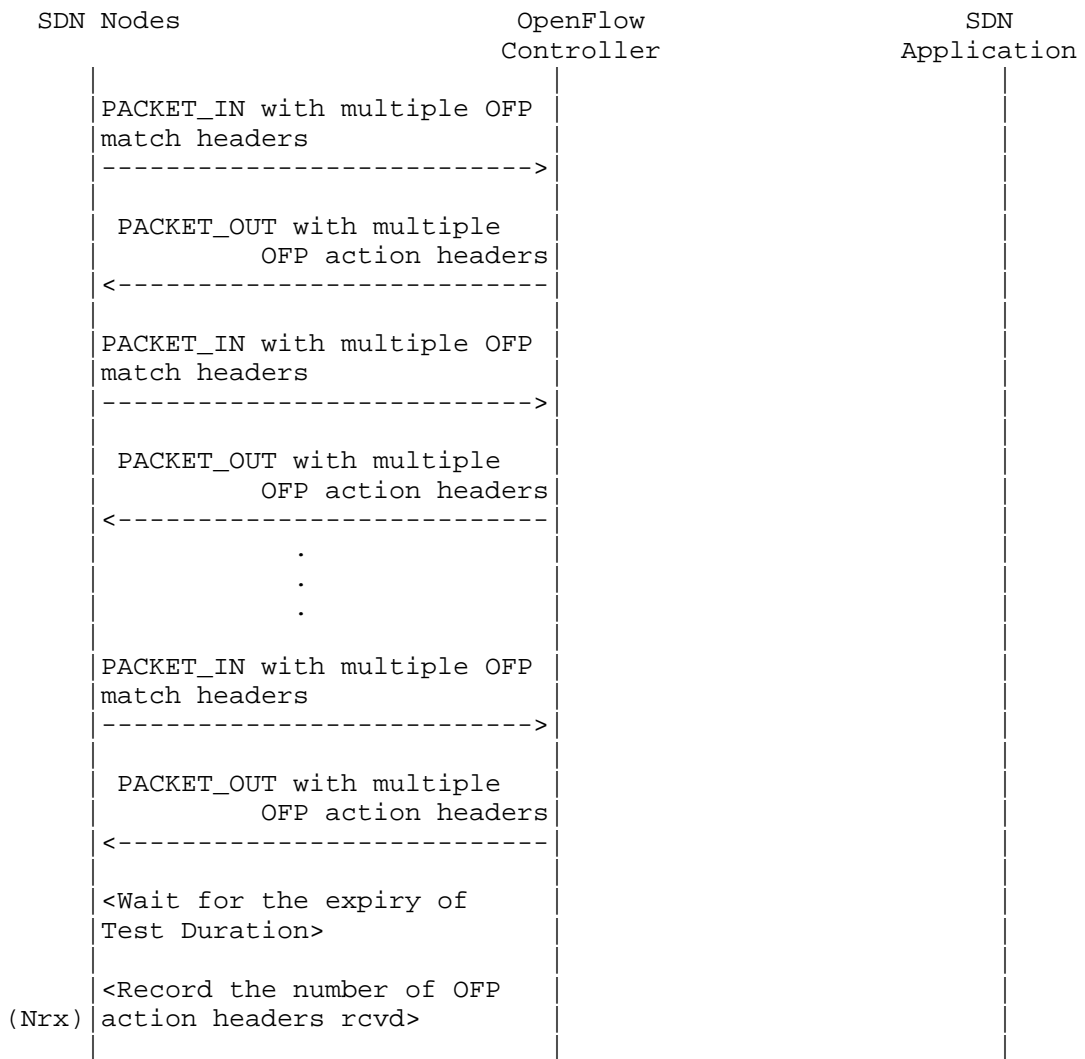 SDN Nodes OpenFlow SDN
Controller Application
PACKET_IN with multiple OFP
match headers
--------------------------->
PACKET_OUT with multiple
OFP action headers
<---------------------------
PACKET_IN with multiple OFP
match headers
--------------------------->
PACKET_OUT with multiple
OFP action headers
<---------------------------
.
.
.
PACKET_IN with multiple OFP
match headers
--------------------------->
PACKET_OUT with multiple
OFP action headers
<---------------------------
<Wait for the expiry of
Test Duration>
<Record the number of OFP
(Nrx)|action headers rcvd>